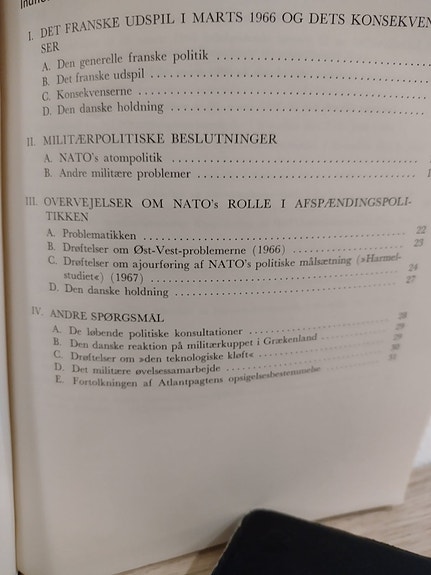 I. DET FRANSKE UDSPIL I MARTS 1966 OG DETS KONSEKVEN
SER
A. Den generelle franske politik
B. Det franske udspil
C. Konsekvenserne
D. Den danske holdning
II. MILITÆRPOLITISKE BESLUTNINGER
A. NATO's atompolitik
B. Andre militære problemer
III. OVERVEJELSER OM NATO's ROLLE I AFSPÆNDINGSPOLI-
TIKKEN
A. Problematikken 22
B. Drøftelser om Øst-Vest-problemerne (1966) 23
C. Drøftelser om ajourføring af NATO's politiske målsætning (»Harmel-
studiet«) (1967) 24
D. Den danske holdning 27
IV. ANDRE SPØRGSMÅL
A. De løbende politiske konsultationer 28
B. Den danske reaktion på militærkuppet i Grækenland 29
C. Drøftelser om »den teknologiske kløft« 29
D. Det militære øvelsessamarbejde 30
E. Fortolkningen af Atlantpagtens opsigelsesbestemmelse 31